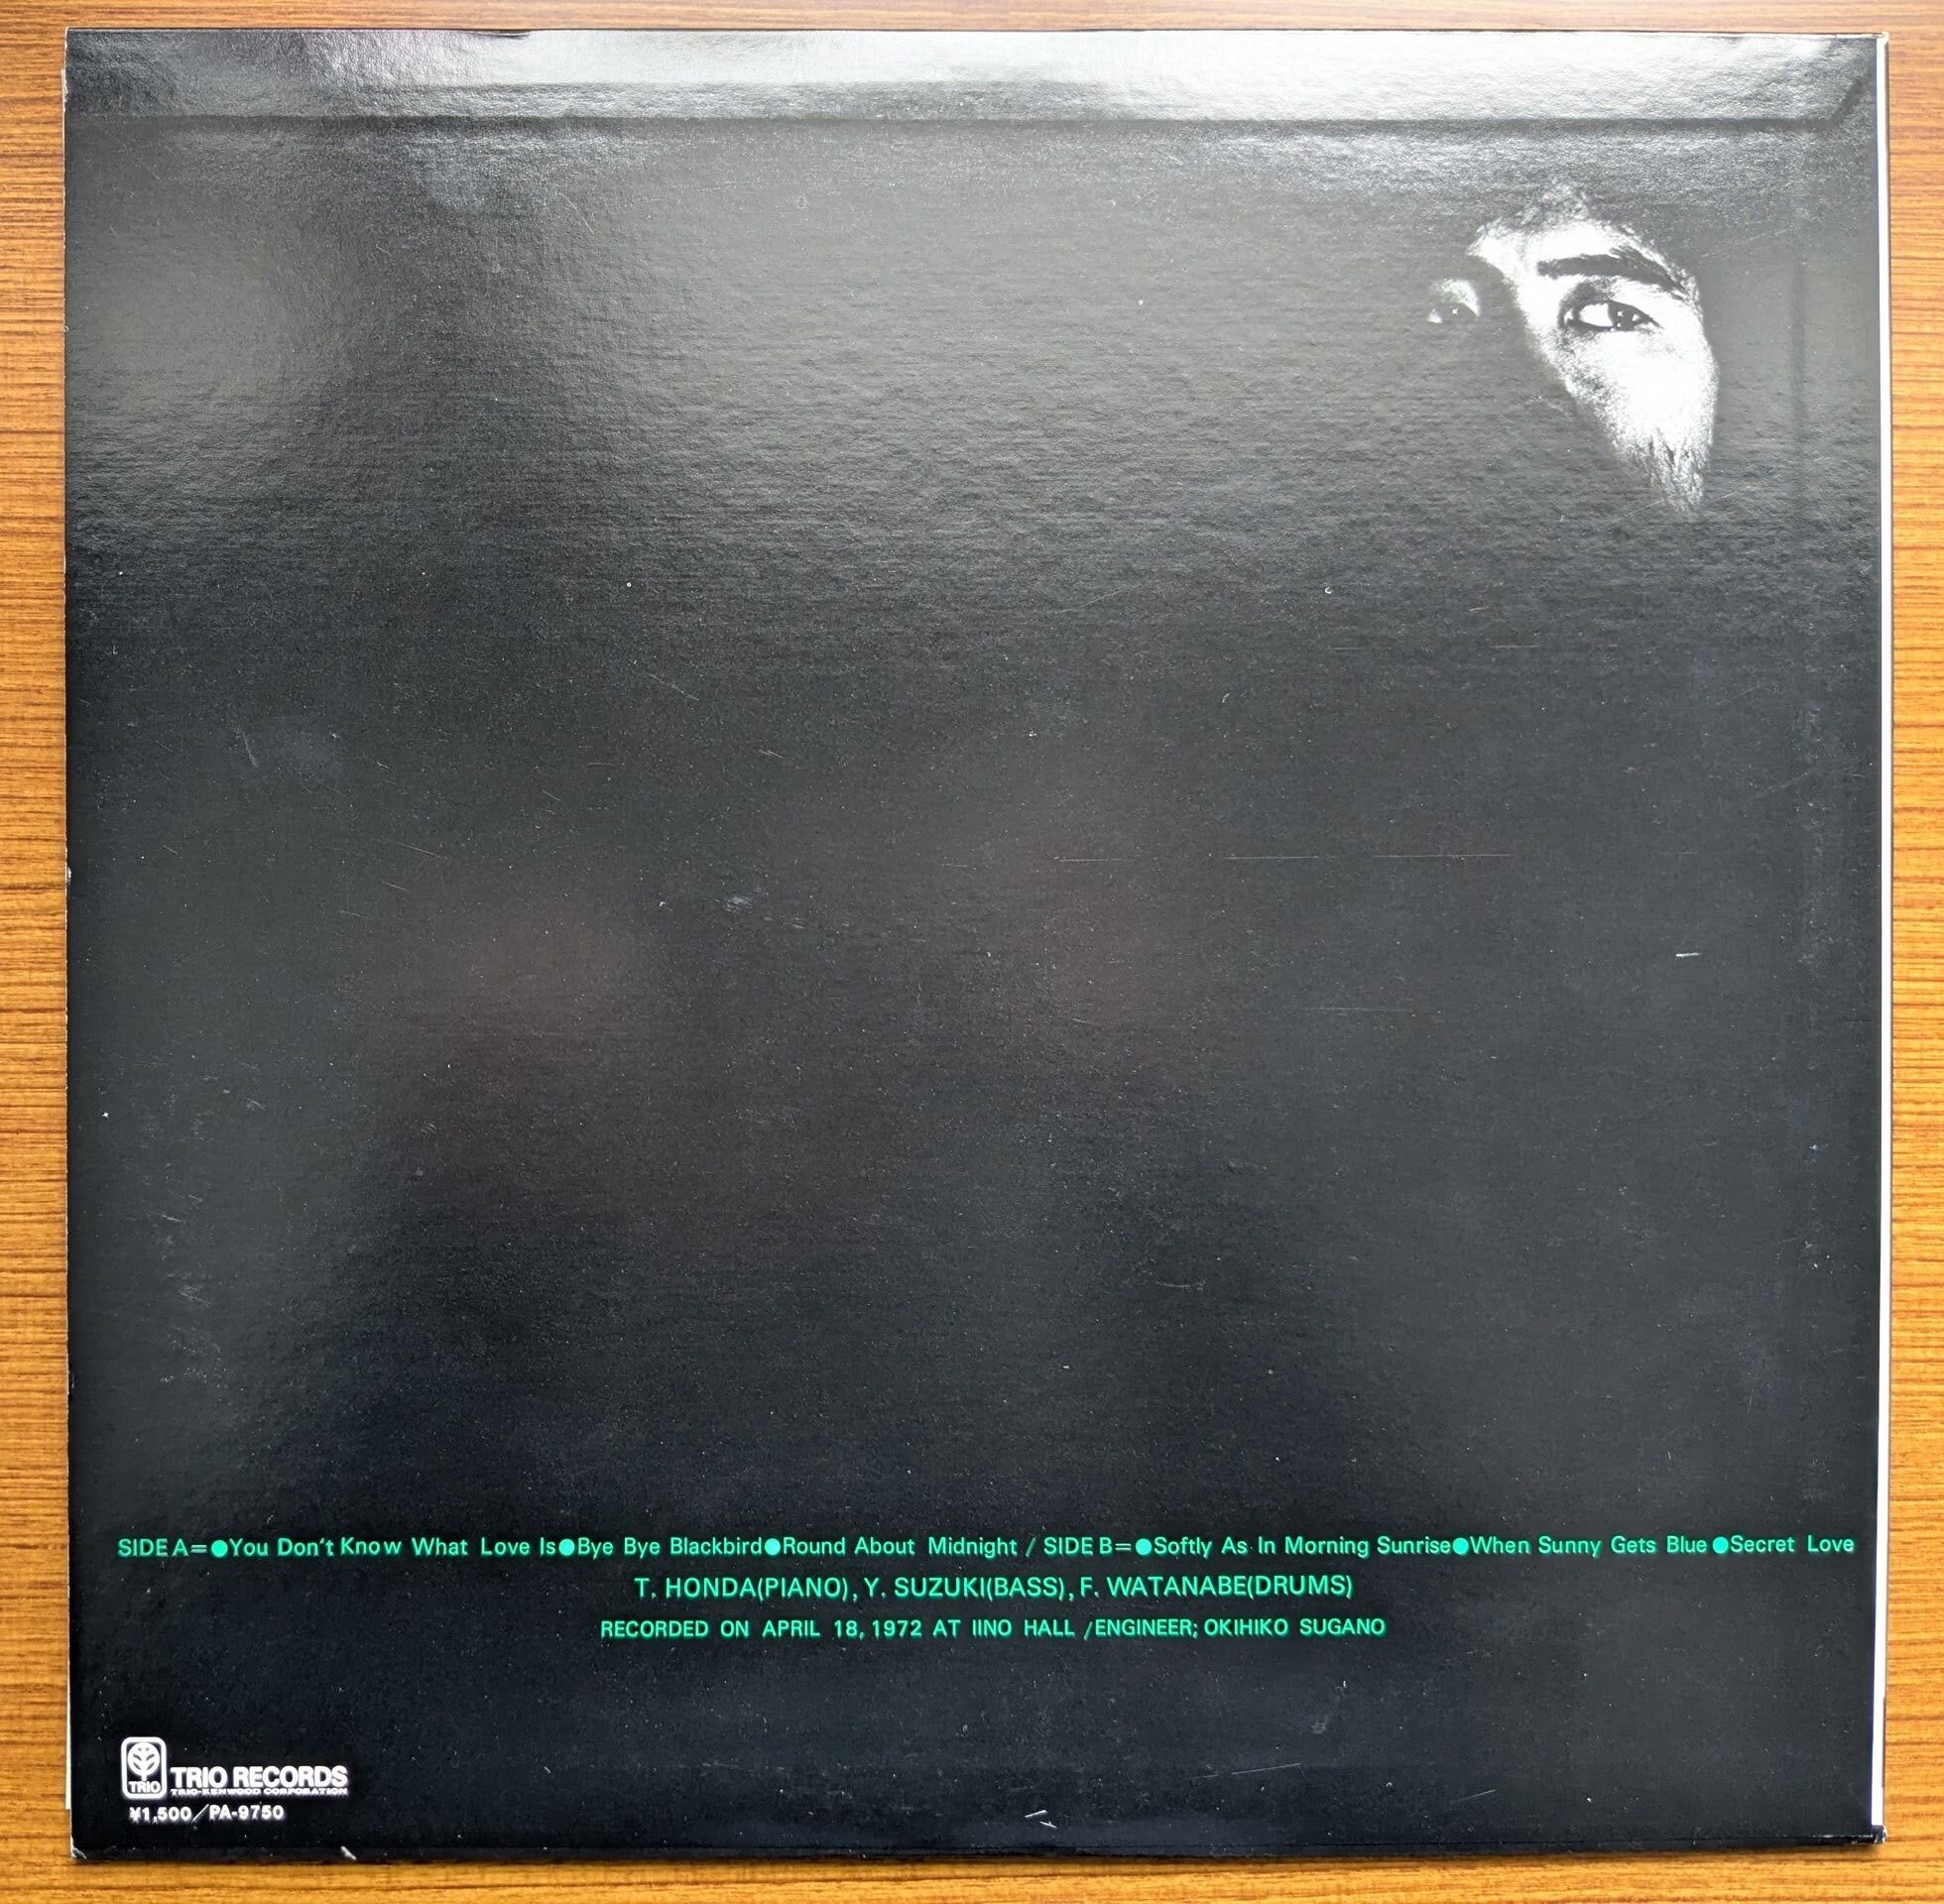 SIDE A=●You Don't Know What Love Is●Bye Bye Blackbird●Round About Midnight / SIDE B=●Softly As In Morning Sunrise●When Sunny Gets Blue●Secret Love
T. HONDA(PIANO), Y. SUZUKI(BASS), F. WATANABE(DRUMS)
RECORDED ON APRIL 18, 1972 AT IINO HALL / ENGINEER; OKIHIKO SUGANO
TRIO
TRIO RECORDS
TRIO-KENWOOD CORPORATION
¥1,500/PA-9750